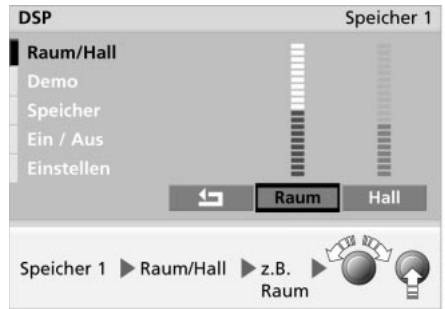 DSP Speicher 1
Raum/Hall
Demo
Speicher
Ein / Aus
Einstellen
Raum Hall
Speicher 1 Raum/Hall z.B. Raum